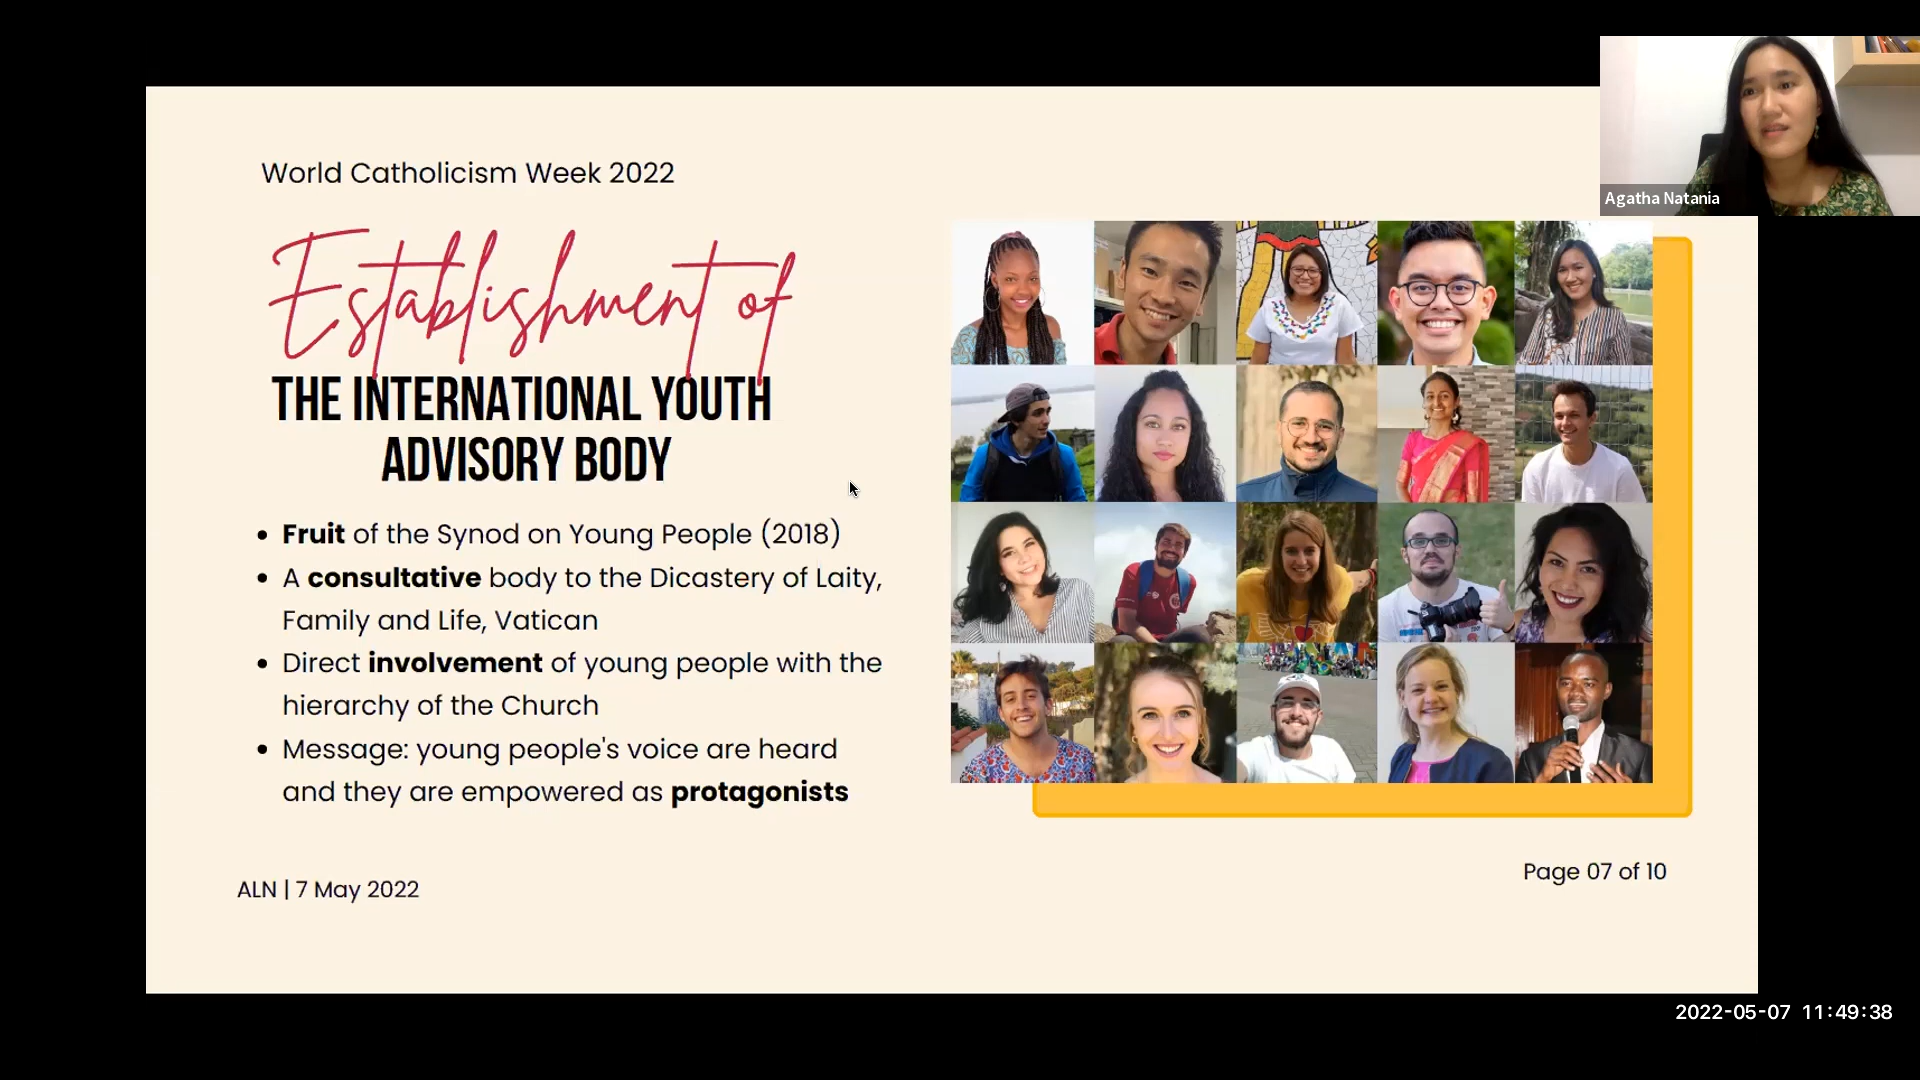 World Catholicism Week 2022
Establishment of
THE INTERNATIONAL YOUTH
ADVISORY BODY
• Fruit of the Synod on Young People (2018)
• A consultative body to the Dicastery of Laity,
Family and Life, Vatican
• Direct involvement of young people with the
hierarchy of the Church
• Message: young people's voice are heard
and they are empowered as protagonists
ALN | 7 May 2022
Page 07 of 10
Agatha Natania
2022-05-07 11:49:38